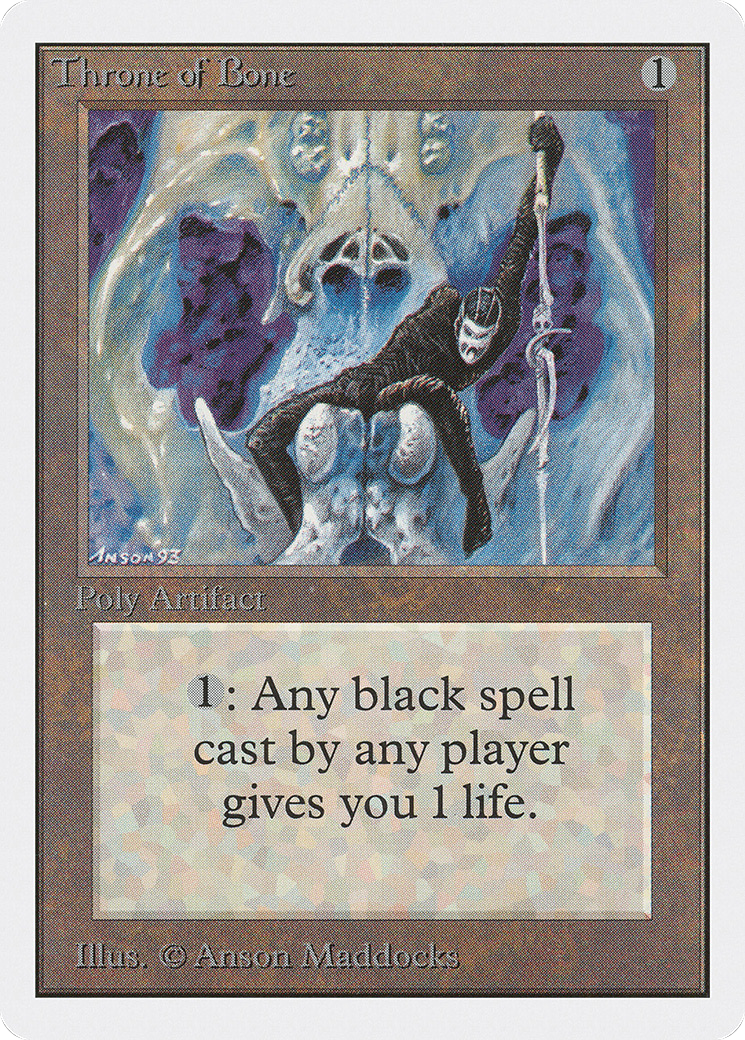 Throne of Bone 1
ANSON93
Poly Artifact
1: Any black spell
cast by any player
gives you 1 life.
Illus. © Anson Maddocks